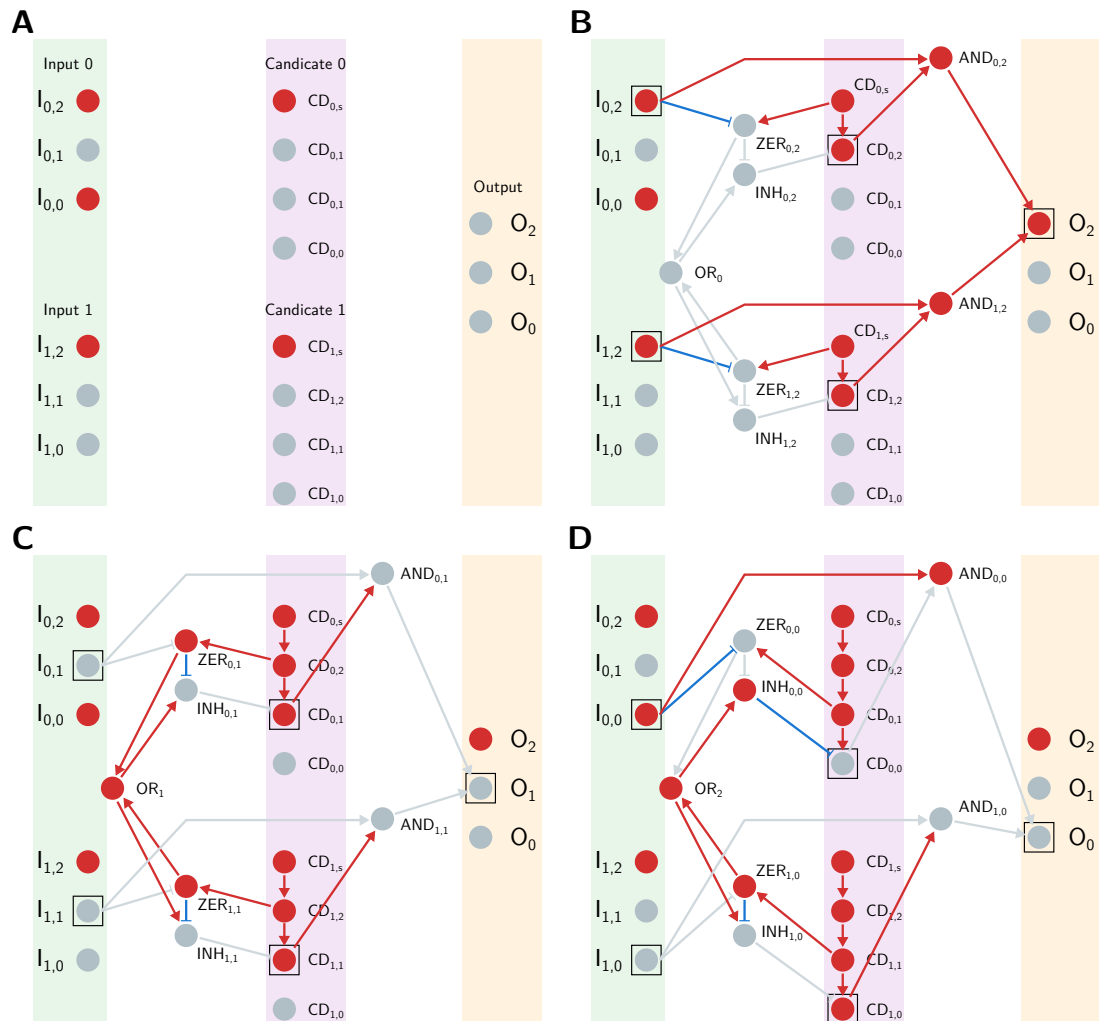 A
Input 0
Candicate 0
I0,2
CD0,s
I0,1
CD0,1
I0,0
CD0,1
Output
CD0,0
O2
O1
Input 1
Candicate 1
O0
I1,2
CD1,s
I1,1
CD1,2
I1,0
CD1,1
CD1,0
B
AND0,2
I0,2
CD0,s
I0,1
ZER0,2
CD0,2
I0,0
INH0,2
CD0,1
O2
CD0,0
OR0
O1
AND1,2
O0
I1,2
CD1,s
ZER1,2
I1,1
CD1,2
I1,0
INH1,2
CD1,1
CD1,0
C
AND0,1
I0,2
CD0,s
I0,1
ZER0,1
CD0,2
I0,0
INH0,1
CD0,1
O2
CD0,0
OR1
O1
AND1,1
O0
I1,2
CD1,s
ZER1,1
I1,1
CD1,2
I1,0
INH1,1
CD1,1
CD1,0
D
AND0,0
I0,2
CD0,s
ZER0,0
I0,1
CD0,2
INH0,0
I0,0
CD0,1
O2
CD0,0
OR2
O1
AND1,0
O0
I1,2
CD1,s
ZER1,0
I1,1
CD1,2
INH1,0
I1,0
CD1,1
CD1,0